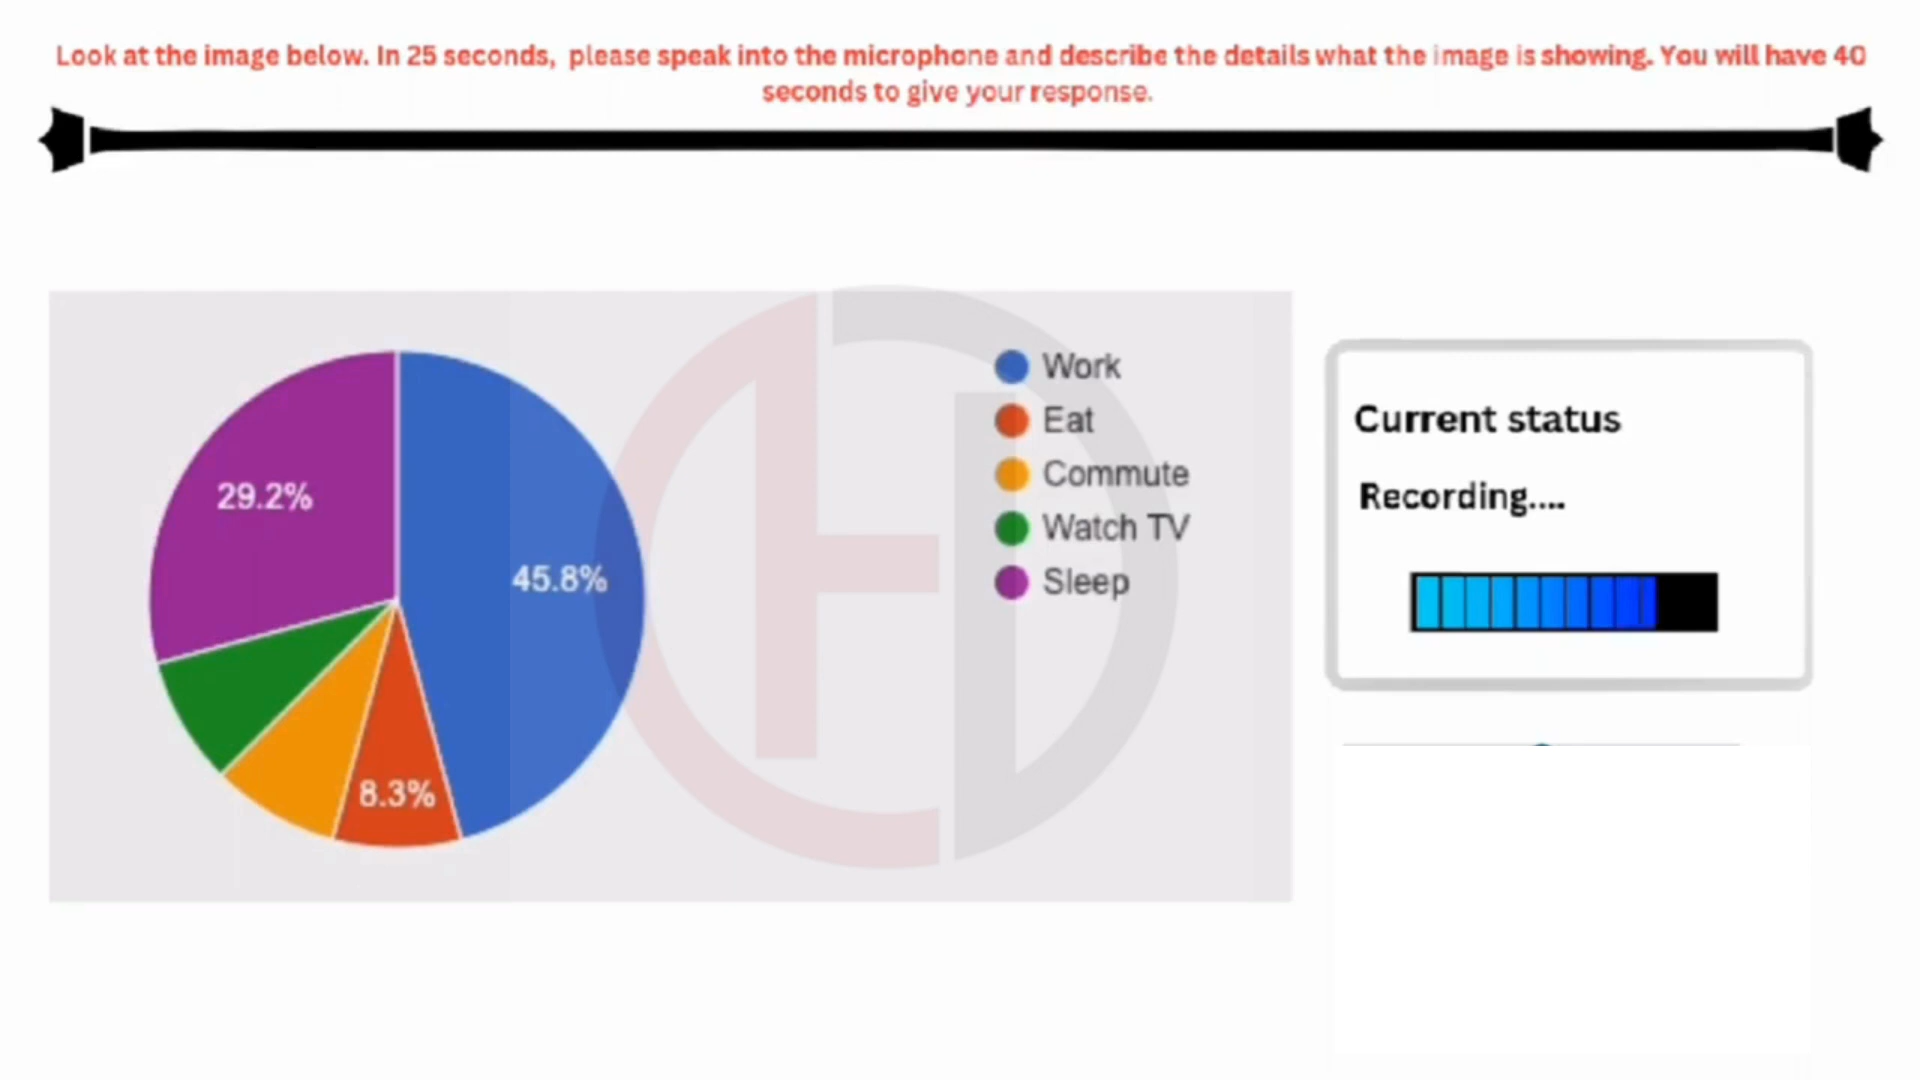 Look at the image below. In 25 seconds, please speak into the microphone and describe the details what the image is showing. You will have 40
seconds to give your response.
29.2%
45.8%
8.3%
Work
Eat
Commute
Watch TV
Sleep
Current status
Recording....